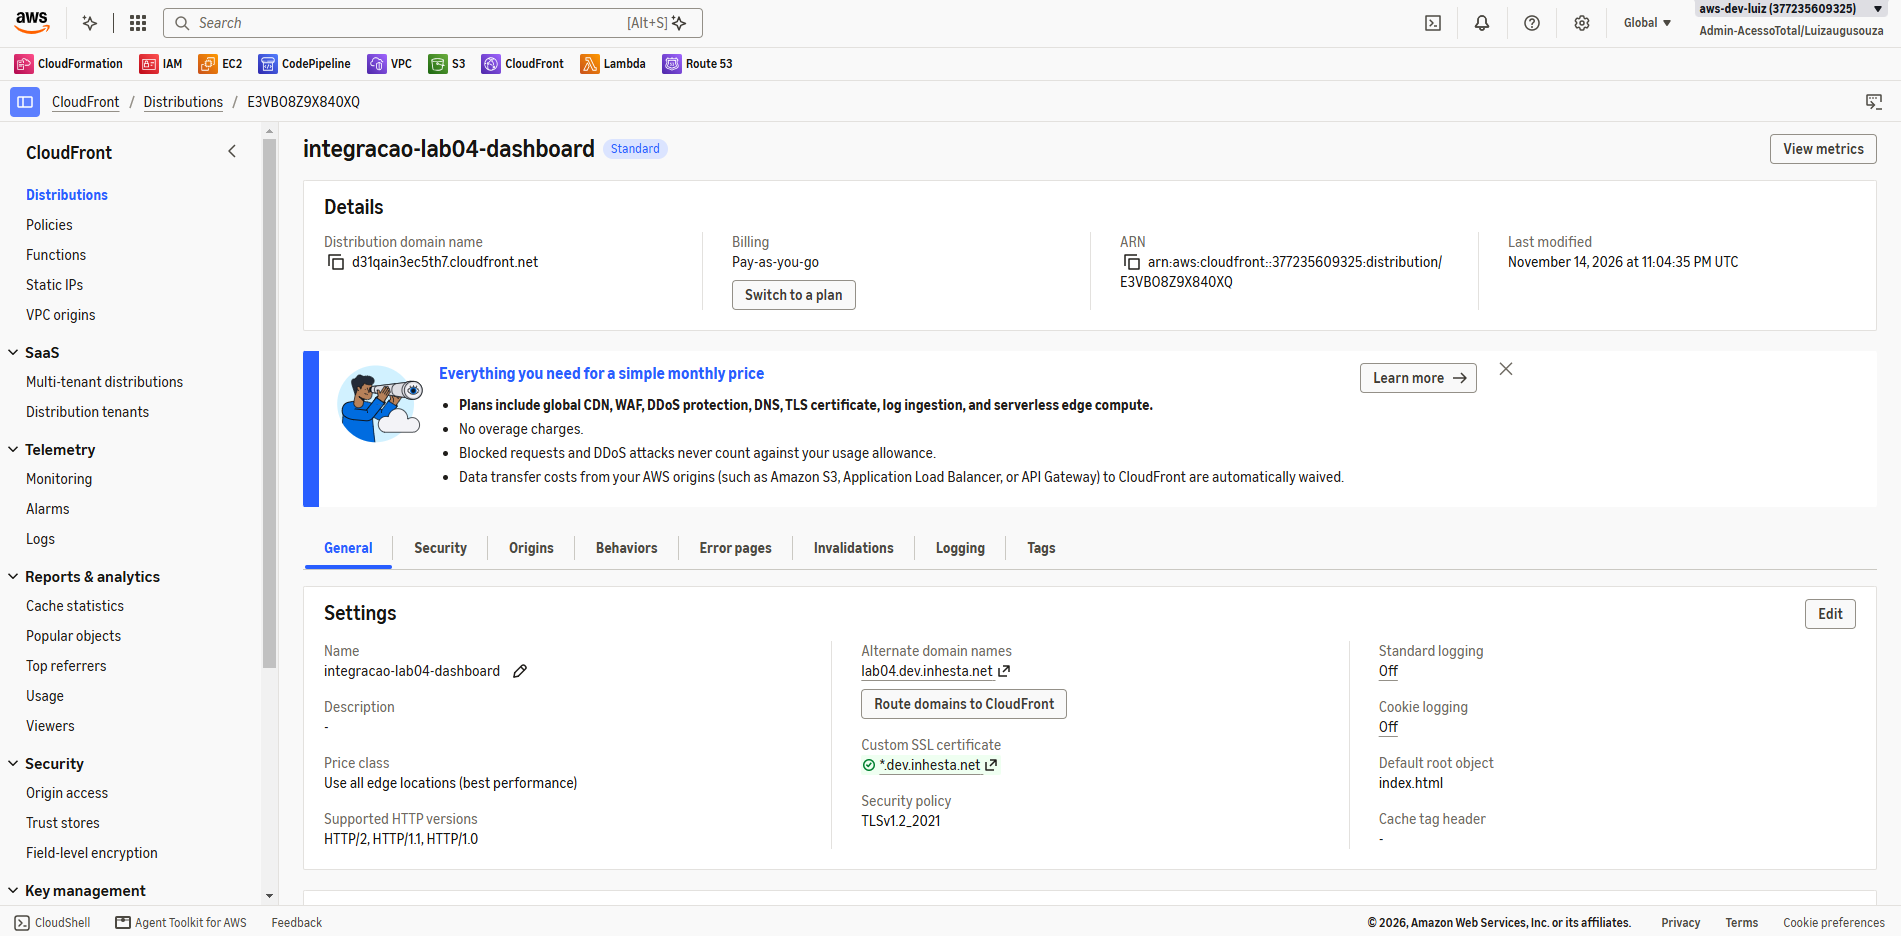 aws
Search
[Alt+S]
Global
aws-dev-luiz (377235609325)
Admin-AcessoTotal/Luizaugusouza
CloudFormation
IAM
EC2
CodePipeline
VPC
S3
CloudFront
Lambda
Route 53
CloudFront / Distributions / E3VBO8Z9X840XQ
CloudFront
Distributions
Policies
Functions
Static IPs
VPC origins
SaaS
Multi-tenant distributions
Distribution tenants
Telemetry
Monitoring
Alarms
Logs
Reports & analytics
Cache statistics
Popular objects
Top referrers
Usage
Viewers
Security
Origin access
Trust stores
Field-level encryption
Key management
integracao-lab04-dashboard
Standard
View metrics
Details
Distribution domain name
d31qain3ec5th7.cloudfront.net
Billing
Pay-as-you-go
Switch to a plan
ARN
arn:aws:cloudfront::377235609325:distribution/
E3VBO8Z9X840XQ
Last modified
November 14, 2026 at 11:04:35 PM UTC
Everything you need for a simple monthly price
Learn more
Plans include global CDN, WAF, DDoS protection, DNS, TLS certificate, log ingestion, and serverless edge compute.
No overage charges.
Blocked requests and DDoS attacks never count against your usage allowance.
Data transfer costs from your AWS origins (such as Amazon S3, Application Load Balancer, or API Gateway) to CloudFront are automatically waived.
General
Security
Origins
Behaviors
Error pages
Invalidations
Logging
Tags
Settings
Edit
Name
integracao-lab04-dashboard
Description
-
Price class
Use all edge locations (best performance)
Supported HTTP versions
HTTP/2, HTTP/1.1, HTTP/1.0
Alternate domain names
lab04.dev.inhesta.net
Route domains to CloudFront
Custom SSL certificate
*.dev.inhesta.net
Security policy
TLSv1.2_2021
Standard logging
Off
Cookie logging
Off
Default root object
index.html
Cache tag header
-
CloudShell
Agent Toolkit for AWS
Feedback
© 2026, Amazon Web Services, Inc. or its affiliates.
Privacy
Terms
Cookie preferences